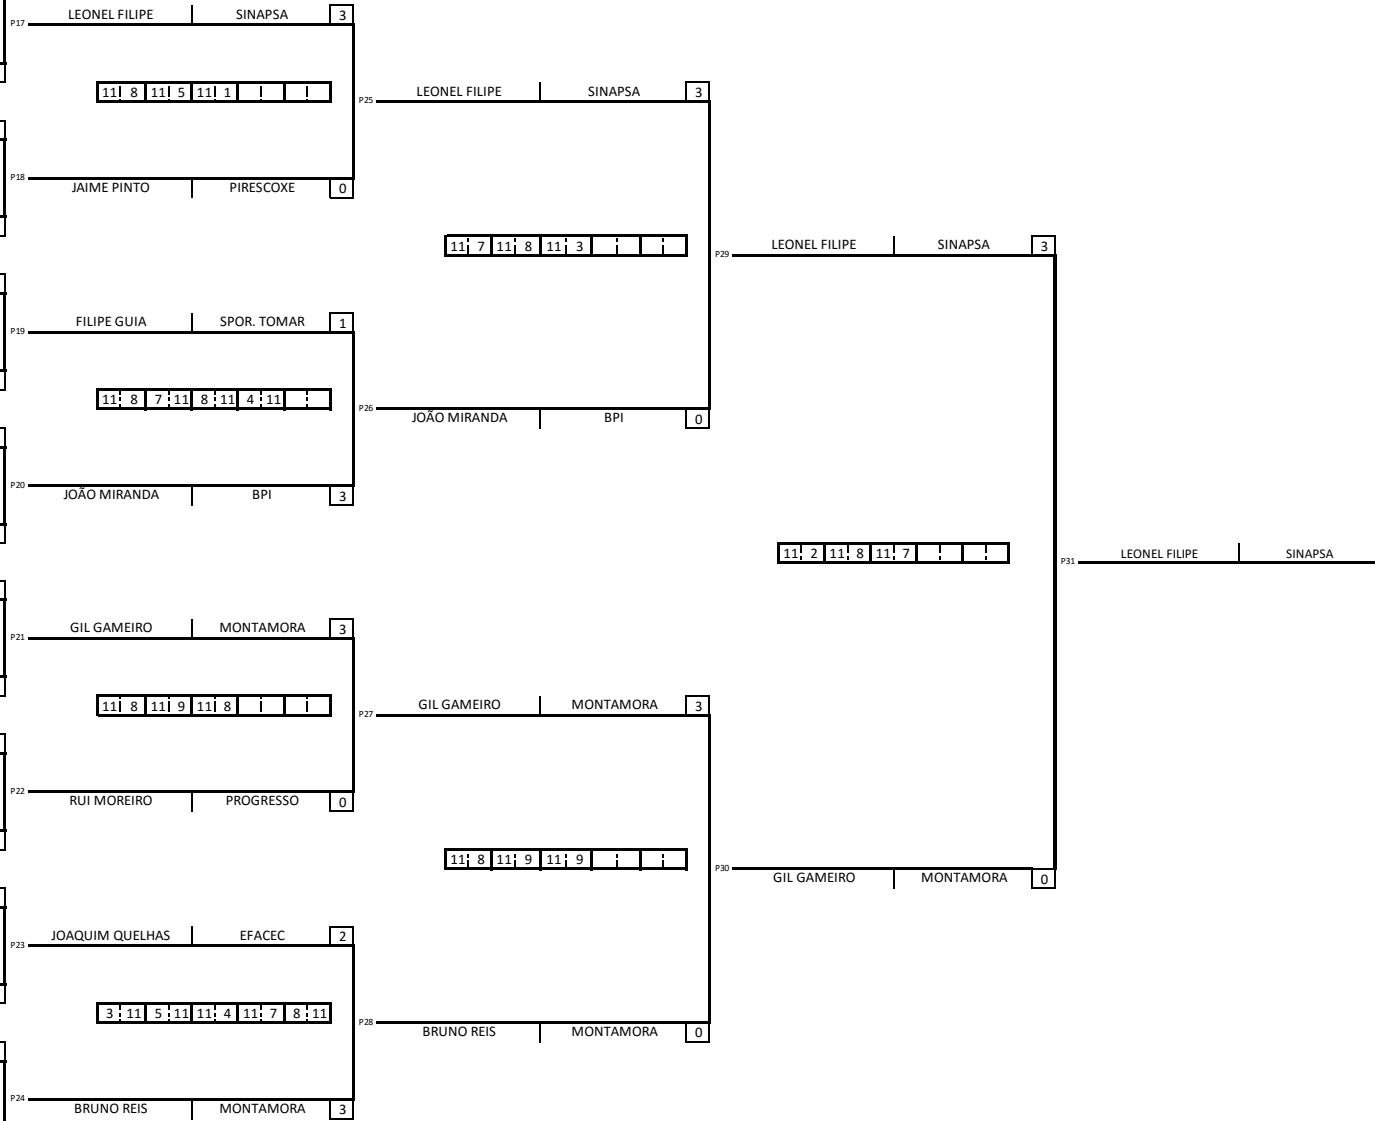 P17 LEONEL FILIPE SINAPSA 3
11 8 11 5 11 1
P25 LEONEL FILIPE SINAPSA 3
P18 JAIME PINTO PIRESCOXE 0
11 7 11 8 11 3
P29 LEONEL FILIPE SINAPSA 3
P19 FILIPE GUIA SPOR. TOMAR 1
11 8 7 11 8 11 4 11
P26 JOÃO MIRANDA BPI 0
P20 JOÃO MIRANDA BPI 3
11 2 11 8 11 7
P31 LEONEL FILIPE SINAPSA
P21 GIL GAMEIRO MONTAMORA 3
11 8 11 9 11 8
P27 GIL GAMEIRO MONTAMORA 3
P22 RUI MOREIRO PROGRESSO 0
11 8 11 9 11 9
P30 GIL GAMEIRO MONTAMORA 0
P23 JOAQUIM QUELHAS EFACEC 2
3 11 5 11 11 4 11 7 8 11
P28 BRUNO REIS MONTAMORA 0
P24 BRUNO REIS MONTAMORA 3